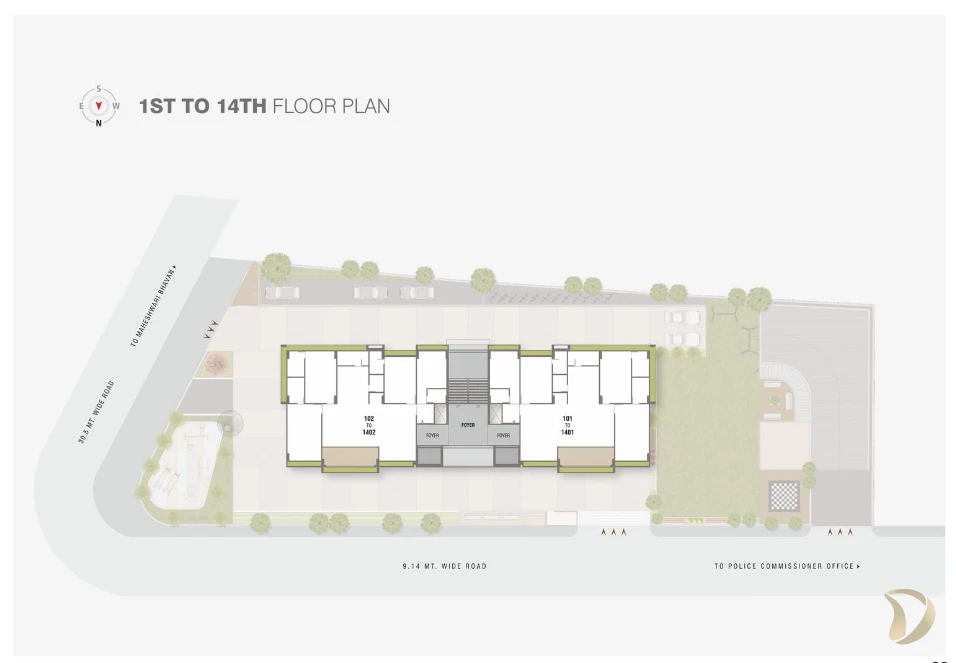 S
E W
N
1ST TO 14TH FLOOR PLAN
TO MAHESHWARI BHAVAN
30.5 MT. WIDE ROAD
102
TO
1402
101
TO
1401
FOYER
FOYER
FOYER
9.14 MT. WIDE ROAD
TO POLICE COMMISSIONER OFFICE